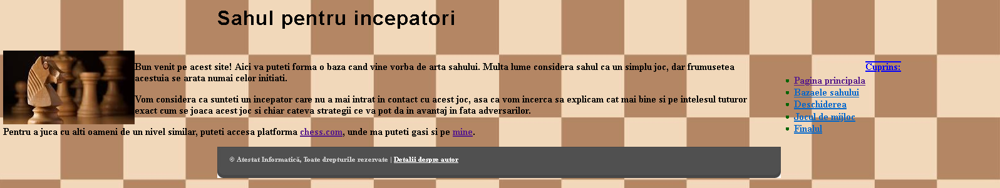 Sahul pentru incepatori
Bun venit pe acest site! Aici va puteti forma o baza cand vine vorba de arta sahului. Multa lume considera sahul ca un simplu joc, dar frumusetea
acestuia se arata numai celor initiati.
Vom considera ca sunteti un incepator care nu a mai intrat in contact cu acest joc, asa ca vom incerca sa explicam cat mai bine si pe intelesul tuturor
exact cum se joaca acest joc si chiar cateva strategii ce va pot da in avantaj in fata adversarilor.
Pentru a juca cu alti oameni de un nivel similar, puteti accesa platforma chess.com, unde ma puteti gasi si pe mine.
Cuprins:
Pagina principala
Bazaele sahului
Deschiderea
Jocul de mijloc
Finalul
© Atestat Informatică, Toate drepturile rezervate | Detalii despre autor